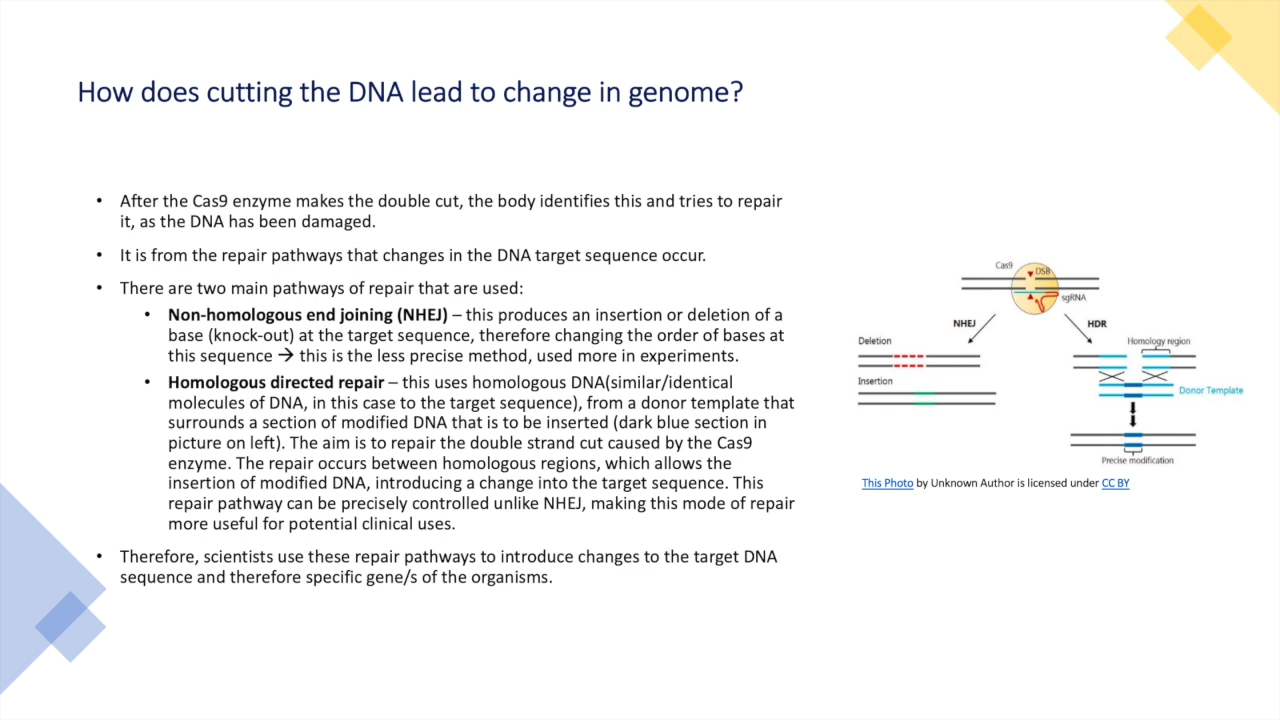 How does cutting the DNA lead to change in genome?
• After the Cas9 enzyme makes the double cut, the body identifies this and tries to repair
it, as the DNA has been damaged.
• It is from the repair pathways that changes in the DNA target sequence occur.
• There are two main pathways of repair that are used:
• Non-homologous end joining (NHEJ) – this produces an insertion or deletion of a
base (knock-out) at the target sequence, therefore changing the order of bases at
this sequence → this is the less precise method, used more in experiments.
• Homologous directed repair – this uses homologous DNA(similar/identical
molecules of DNA, in this case to the target sequence), from a donor template that
surrounds a section of modified DNA that is to be inserted (dark blue section in
picture on left). The aim is to repair the double strand cut caused by the Cas9
enzyme. The repair occurs between homologous regions, which allows the
insertion of modified DNA, introducing a change into the target sequence. This
repair pathway can be precisely controlled unlike NHEJ, making this mode of repair
more useful for potential clinical uses.
• Therefore, scientists use these repair pathways to introduce changes to the target DNA
sequence and therefore specific gene/s of the organisms.
Cas9
DSB
sgRNA
NHEJ
HDR
Deletion
Homology region
Insertion
Donor Template
Precise modification
This Photo by Unknown Author is licensed under CC BY